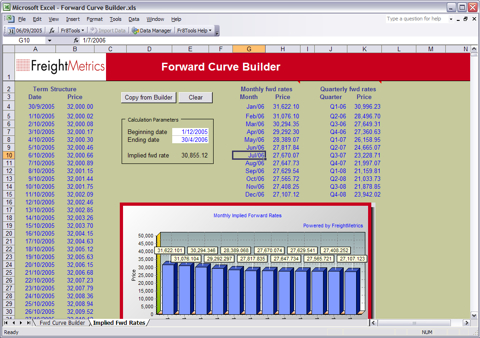 Microsoft Excel - Forward Curve Builder.xls
File Edit View Insert Format Tools Data Window Help
Type a question for help
06/09/2005 Fr8Tools Import Data Data Manager Fr8Tools Help
G10 fx 1/7/2006
A B C D E F G H I J K L M N
FreightMetrics Forward Curve Builder
Term Structure Monthly fwd rates Quarterly fwd rates
Date Price Copy from Builder Clear Month Price Quarter Price
30/9/2005 32,000.00 Jan/06 31,622.10 Q1-06 30,996.23
1/10/2005 32,000.02 Calculation Parameters Feb/06 31,076.10 Q2-06 28,496.70
2/10/2005 32,000.08 Beginning date 1/12/2005 Mar/06 30,294.35 Q3-06 27,649.31
3/10/2005 32,000.17 Ending date 30/4/2006 Apr/06 29,292.30 Q4-06 27,360.63
4/10/2005 32,000.30 May/06 28,389.07 Q1-07 26,158.95
5/10/2005 32,000.46 Jun/06 27,817.84 Q2-07 24,665.07
6/10/2005 32,000.66 Implied fwd rate 30,855.12 Jul/06 27,670.07 Q3-07 23,228.71
7/10/2005 32,000.89 Aug/06 27,647.73 Q4-07 21,997.07
8/10/2005 32,001.15 Sep/06 27,629.54 Q1-08 21,159.81
9/10/2005 32,001.44 Oct/06 27,565.72 Q2-08 21,033.73
10/10/2005 32,001.75 Nov/06 27,408.25 Q3-08 21,878.85
11/10/2005 32,002.09 Dec/06 27,107.12 Q4-08 23,942.02
12/10/2005 32,002.46
13/10/2005 32,002.85
14/10/2005 32,003.26 Monthly Implied Forward Rates
15/10/2005 32,003.70 Powered by FreightMetrics
16/10/2005 32,004.15
17/10/2005 32,004.63
18/10/2005 32,005.12
19/10/2005 32,005.63
20/10/2005 32,006.15
21/10/2005 32,006.68
22/10/2005 32,007.23
23/10/2005 32,007.79
24/10/2005 32,008.36
25/10/2005 32,008.94
26/10/2005 32,009.52
Price
50,000
45,000
40,000
35,000
30,000
25,000
20,000
15,000
10,000
5,000
0,000
31,622.101 30,294.346 28,389.068 27,670.074 27,629.541 27,408.252
31,076.104 29,292.297 27,817.835 27,647.734 27,565.721 27,107.123
Fwd Curve Builder Implied Fwd Rates
Ready NUM